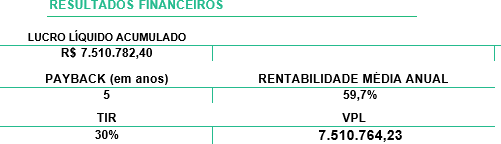 RESULTADOS FINANCEIROS
LUCRO LÍQUIDO ACUMULADO
R$ 7.510.782,40
PAYBACK (em anos) RENTABILIDADE MÉDIA ANUAL
5 59,7%
TIR VPL
30% 7.510.764,23